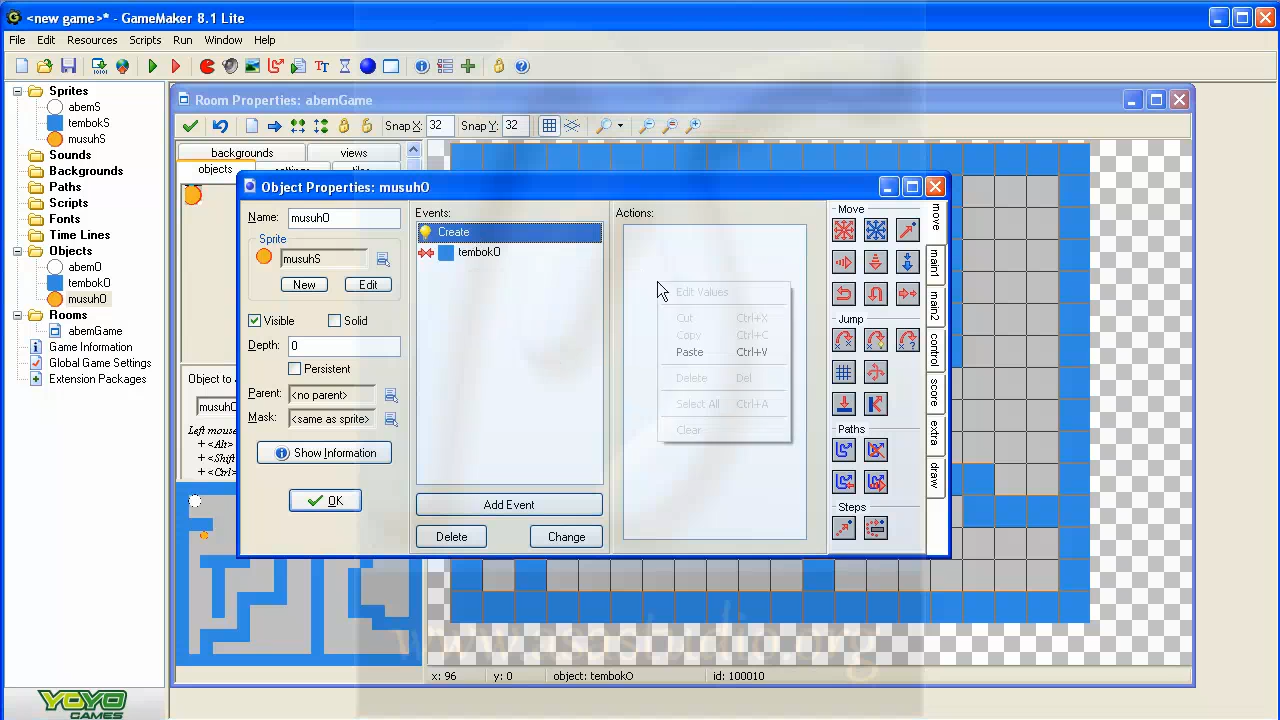 <new game>* - GameMaker 8.1 Lite
File Edit Resources Scripts Run Window Help
Sprites
abemS
tembokS
musuhS
Sounds
Backgrounds
Paths
Scripts
Fonts
Time Lines
Objects
abemO
tembokO
musuhO
Rooms
abemGame
Game Information
Global Game Settings
Extension Packages
YOYO
GAMES
Room Properties: abemGame
Snap X: 32 Snap Y: 32
backgrounds views
objects
Object to
musuhO
Left mouse
+ <Alt>
+ <Shift
+ <Ctrl>
x: 96 y: 0 object: tembokO id: 100010
Object Properties: musuhO
Name: musuhO
Sprite
musuhS
New Edit
Visible Solid
Depth: 0
Persistent
Parent: <no parent>
Mask: <same as sprite>
Show Information
OK
Events:
Create
tembokO
Add Event
Delete Change
Actions:
Edit Values
Cut Ctrl+X
Copy Ctrl+C
Paste Ctrl+V
Delete Del
Select All Ctrl+A
Clear
Move
Jump
Paths
Steps
move
main1
main2
control
score
extra
draw
www.asastudio.org